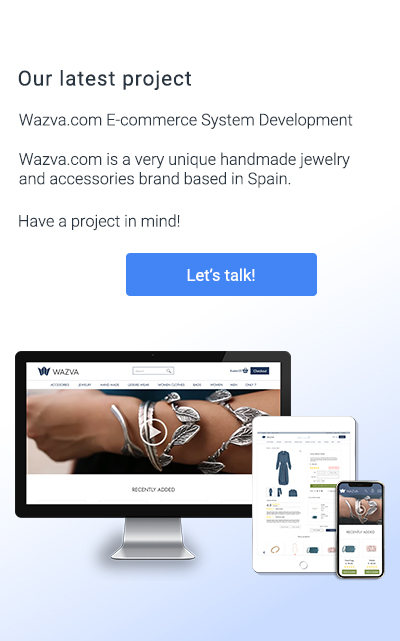 Our latest project
Wazva.com E-commerce System Development
Wazva.com is a very unique handmade jewelry
and accessories brand based in Spain.
Have a project in mind!
Let's talk!
WAZVA
Search
Checkout
ACCESSORIES JEWELRY HAND MADE LEISURE WEAR WOMEN CLOTHES BAGS WOMEN MEN
RECENTLY ADDED
WAZVA
RECENTLY ADDED